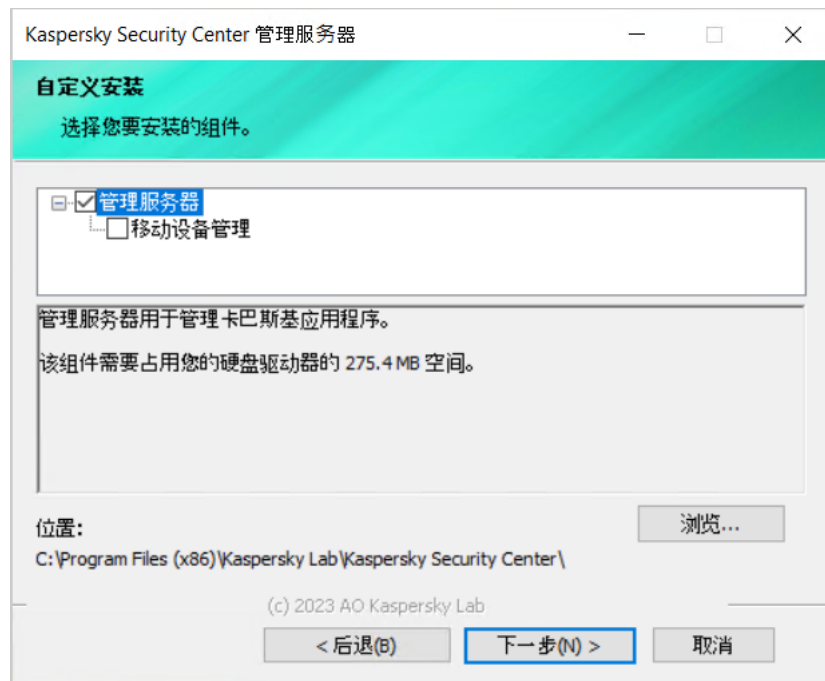 Kaspersky Security Center 管理服务器
自定义安装
选择您要安装的组件。
管理服务器
移动设备管理
管理服务器用于管理卡巴斯基应用程序。
该组件需要占用您的硬盘驱动器的 275.4 MB 空间。
浏览...
位置:
C:\Program Files (x86)\Kaspersky Lab\Kaspersky Security Center\
(c) 2023 AO Kaspersky Lab
< 后退(B) 下一步(N) > 取消